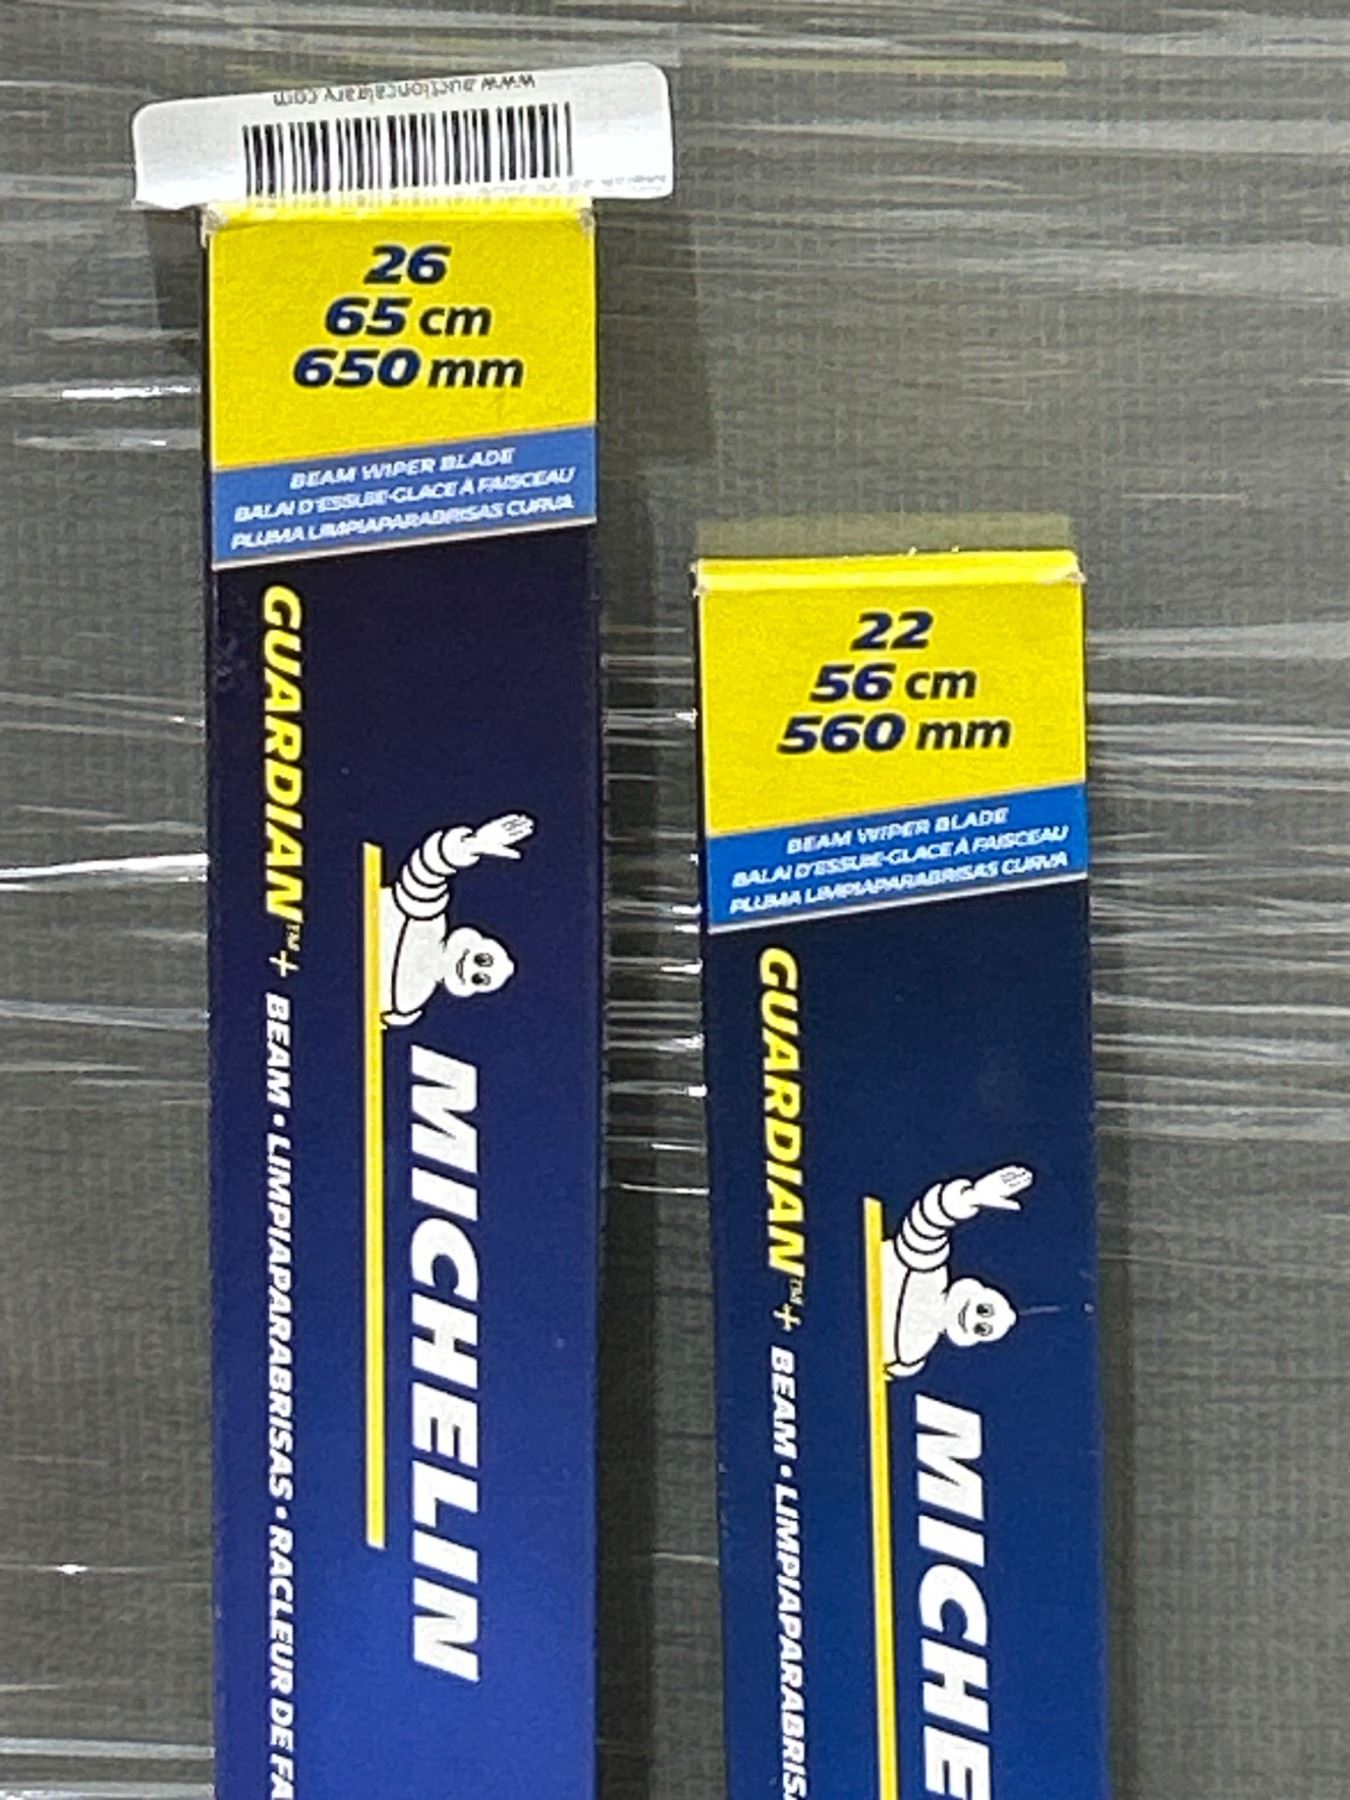 www.auctioncalgary.com
26
65 cm
650 mm
BEAM WIPER BLADE
BALAI D'ESSUIE-GLACE À FAISCEAU
PLUMA LIMPIAPARABRISAS CURVA
GUARDIAN™+ BEAM • LIMPIAPARABRISAS • RACLEUR DE FA
MICHELIN
22
56 cm
560 mm
BEAM WIPER BLADE
BALAI D'ESSUIE-GLACE À FAISCEAU
PLUMA LIMPIAPARABRISAS CURVA
GUARDIAN™+ BEAM • LIMPIAPARABRIS
MICHE